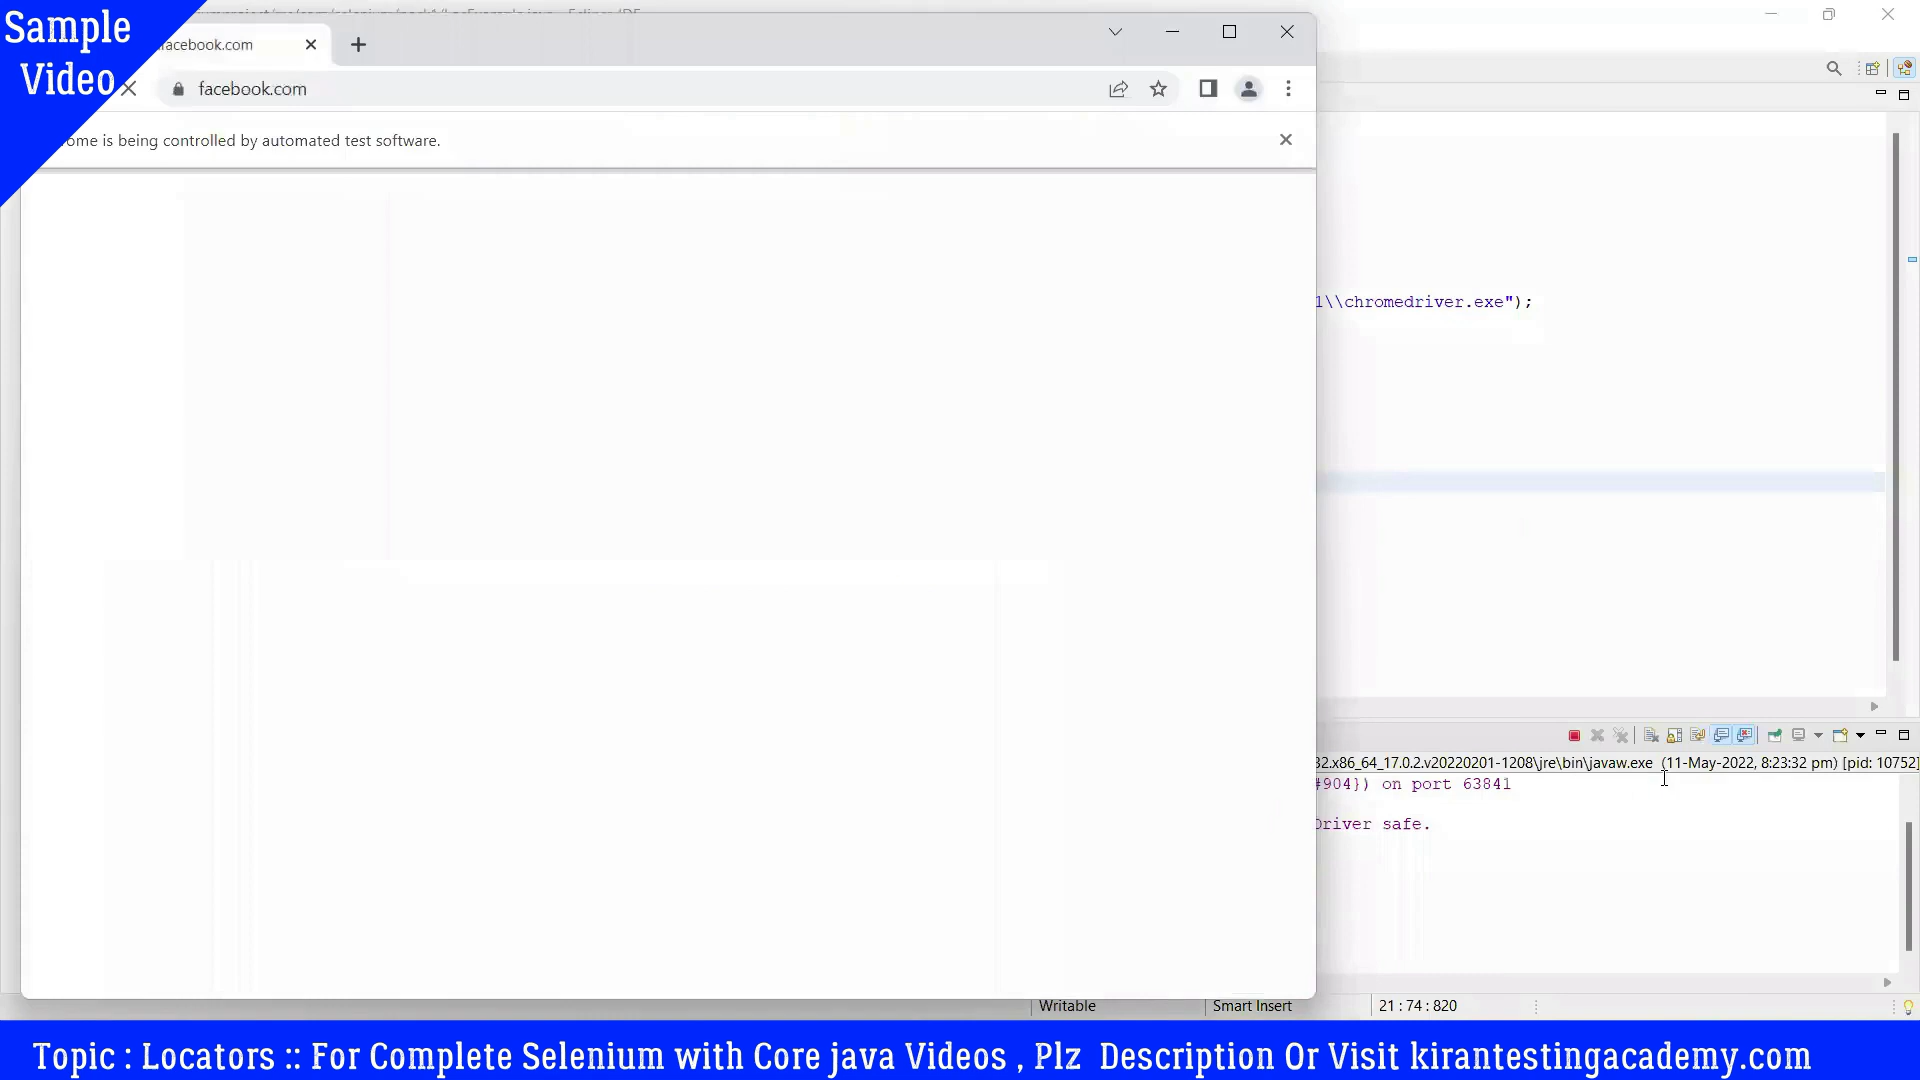 Sample
Video
facebook.com
facebook.com
ome is being controlled by automated test software.
1\\chromedriver.exe");
32.x86_64_17.0.2.v20220201-1208\jre\bin\javaw.exe (11-May-2022, 8:23:32 pm) [pid: 10752]
#904}) on port 63841
Driver safe.
Writable Smart Insert 21 : 74 : 820
Topic : Locators :: For Complete Selenium with Core java Videos , Plz Description Or Visit kirantestingacademy.com